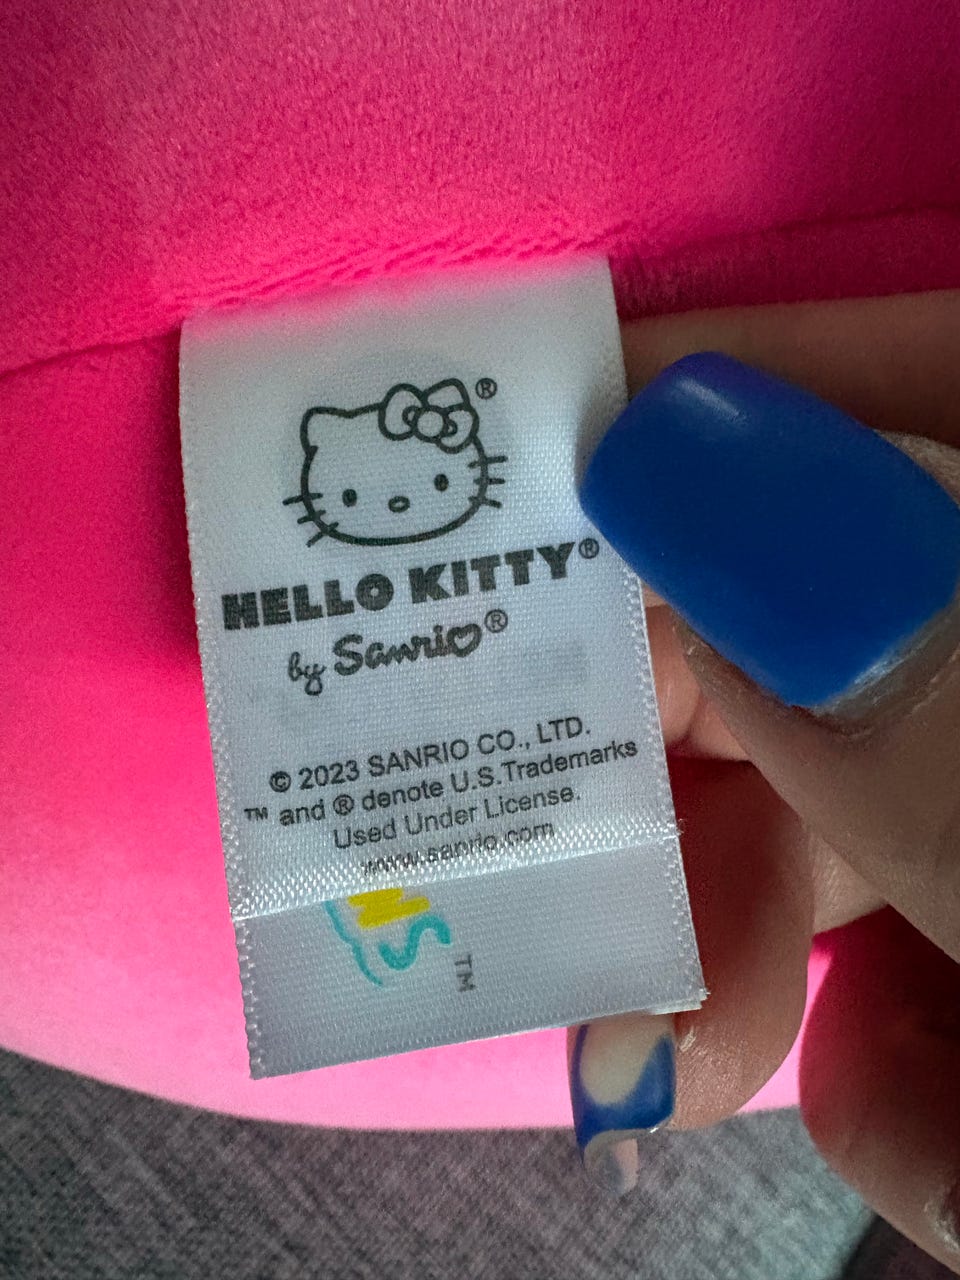 ®
HELLO KITTY®
by Sanrio®
© 2023 SANRIO CO., LTD.
™ and ® denote U.S.Trademarks
Used Under License.
www.sanrio.com
™